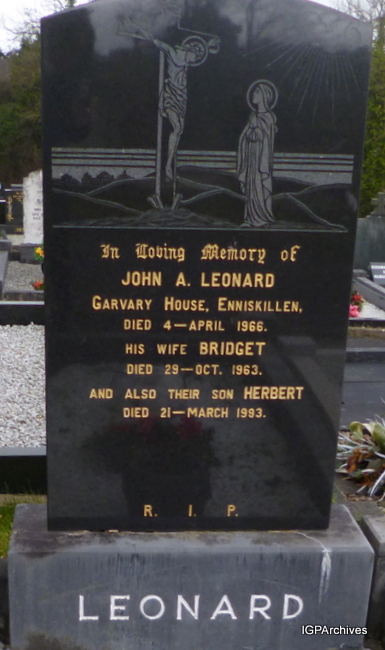 In Loving Memory of
JOHN A. LEONARD
GARVARY HOUSE, ENNISKILLEN,
DIED 4—APRIL 1966.
HIS WIFE BRIDGET
DIED 29—OCT. 1963.
AND ALSO THEIR SON HERBERT
DIED 21—MARCH 1993.
R. I. P.
LEONARD
IGPArchives